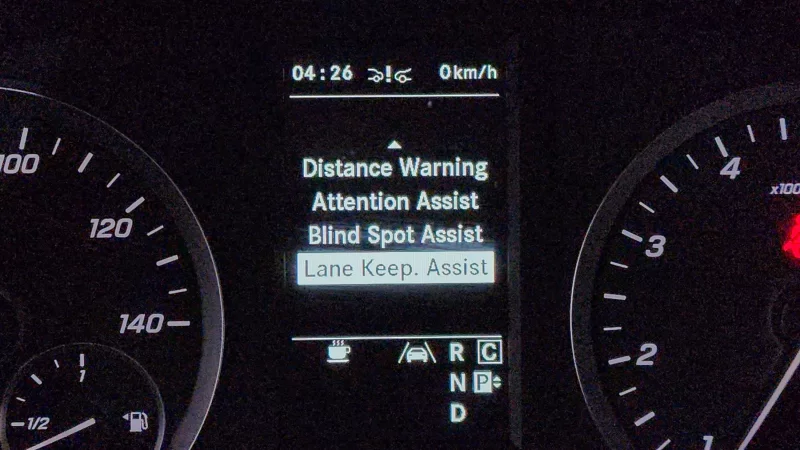 04:26 0km/h
Distance Warning
Attention Assist
Blind Spot Assist
Lane Keep. Assist
R C
N P
D
100
120
140
1
1/2
4
x100
3
2
1